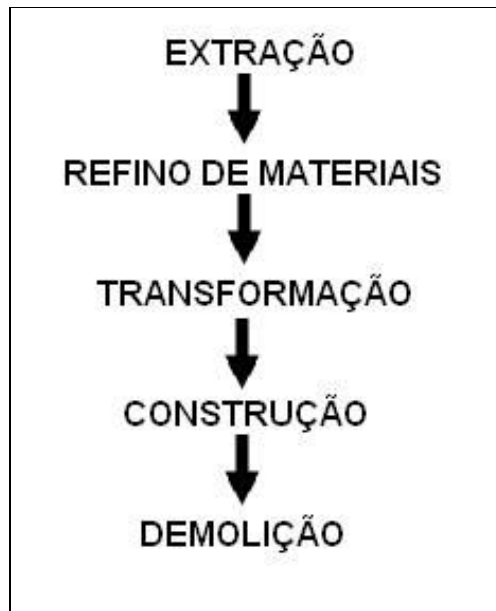 EXTRAÇÃO
REFINO DE MATERIAIS
TRANSFORMAÇÃO
CONSTRUÇÃO
DEMOLIÇÃO